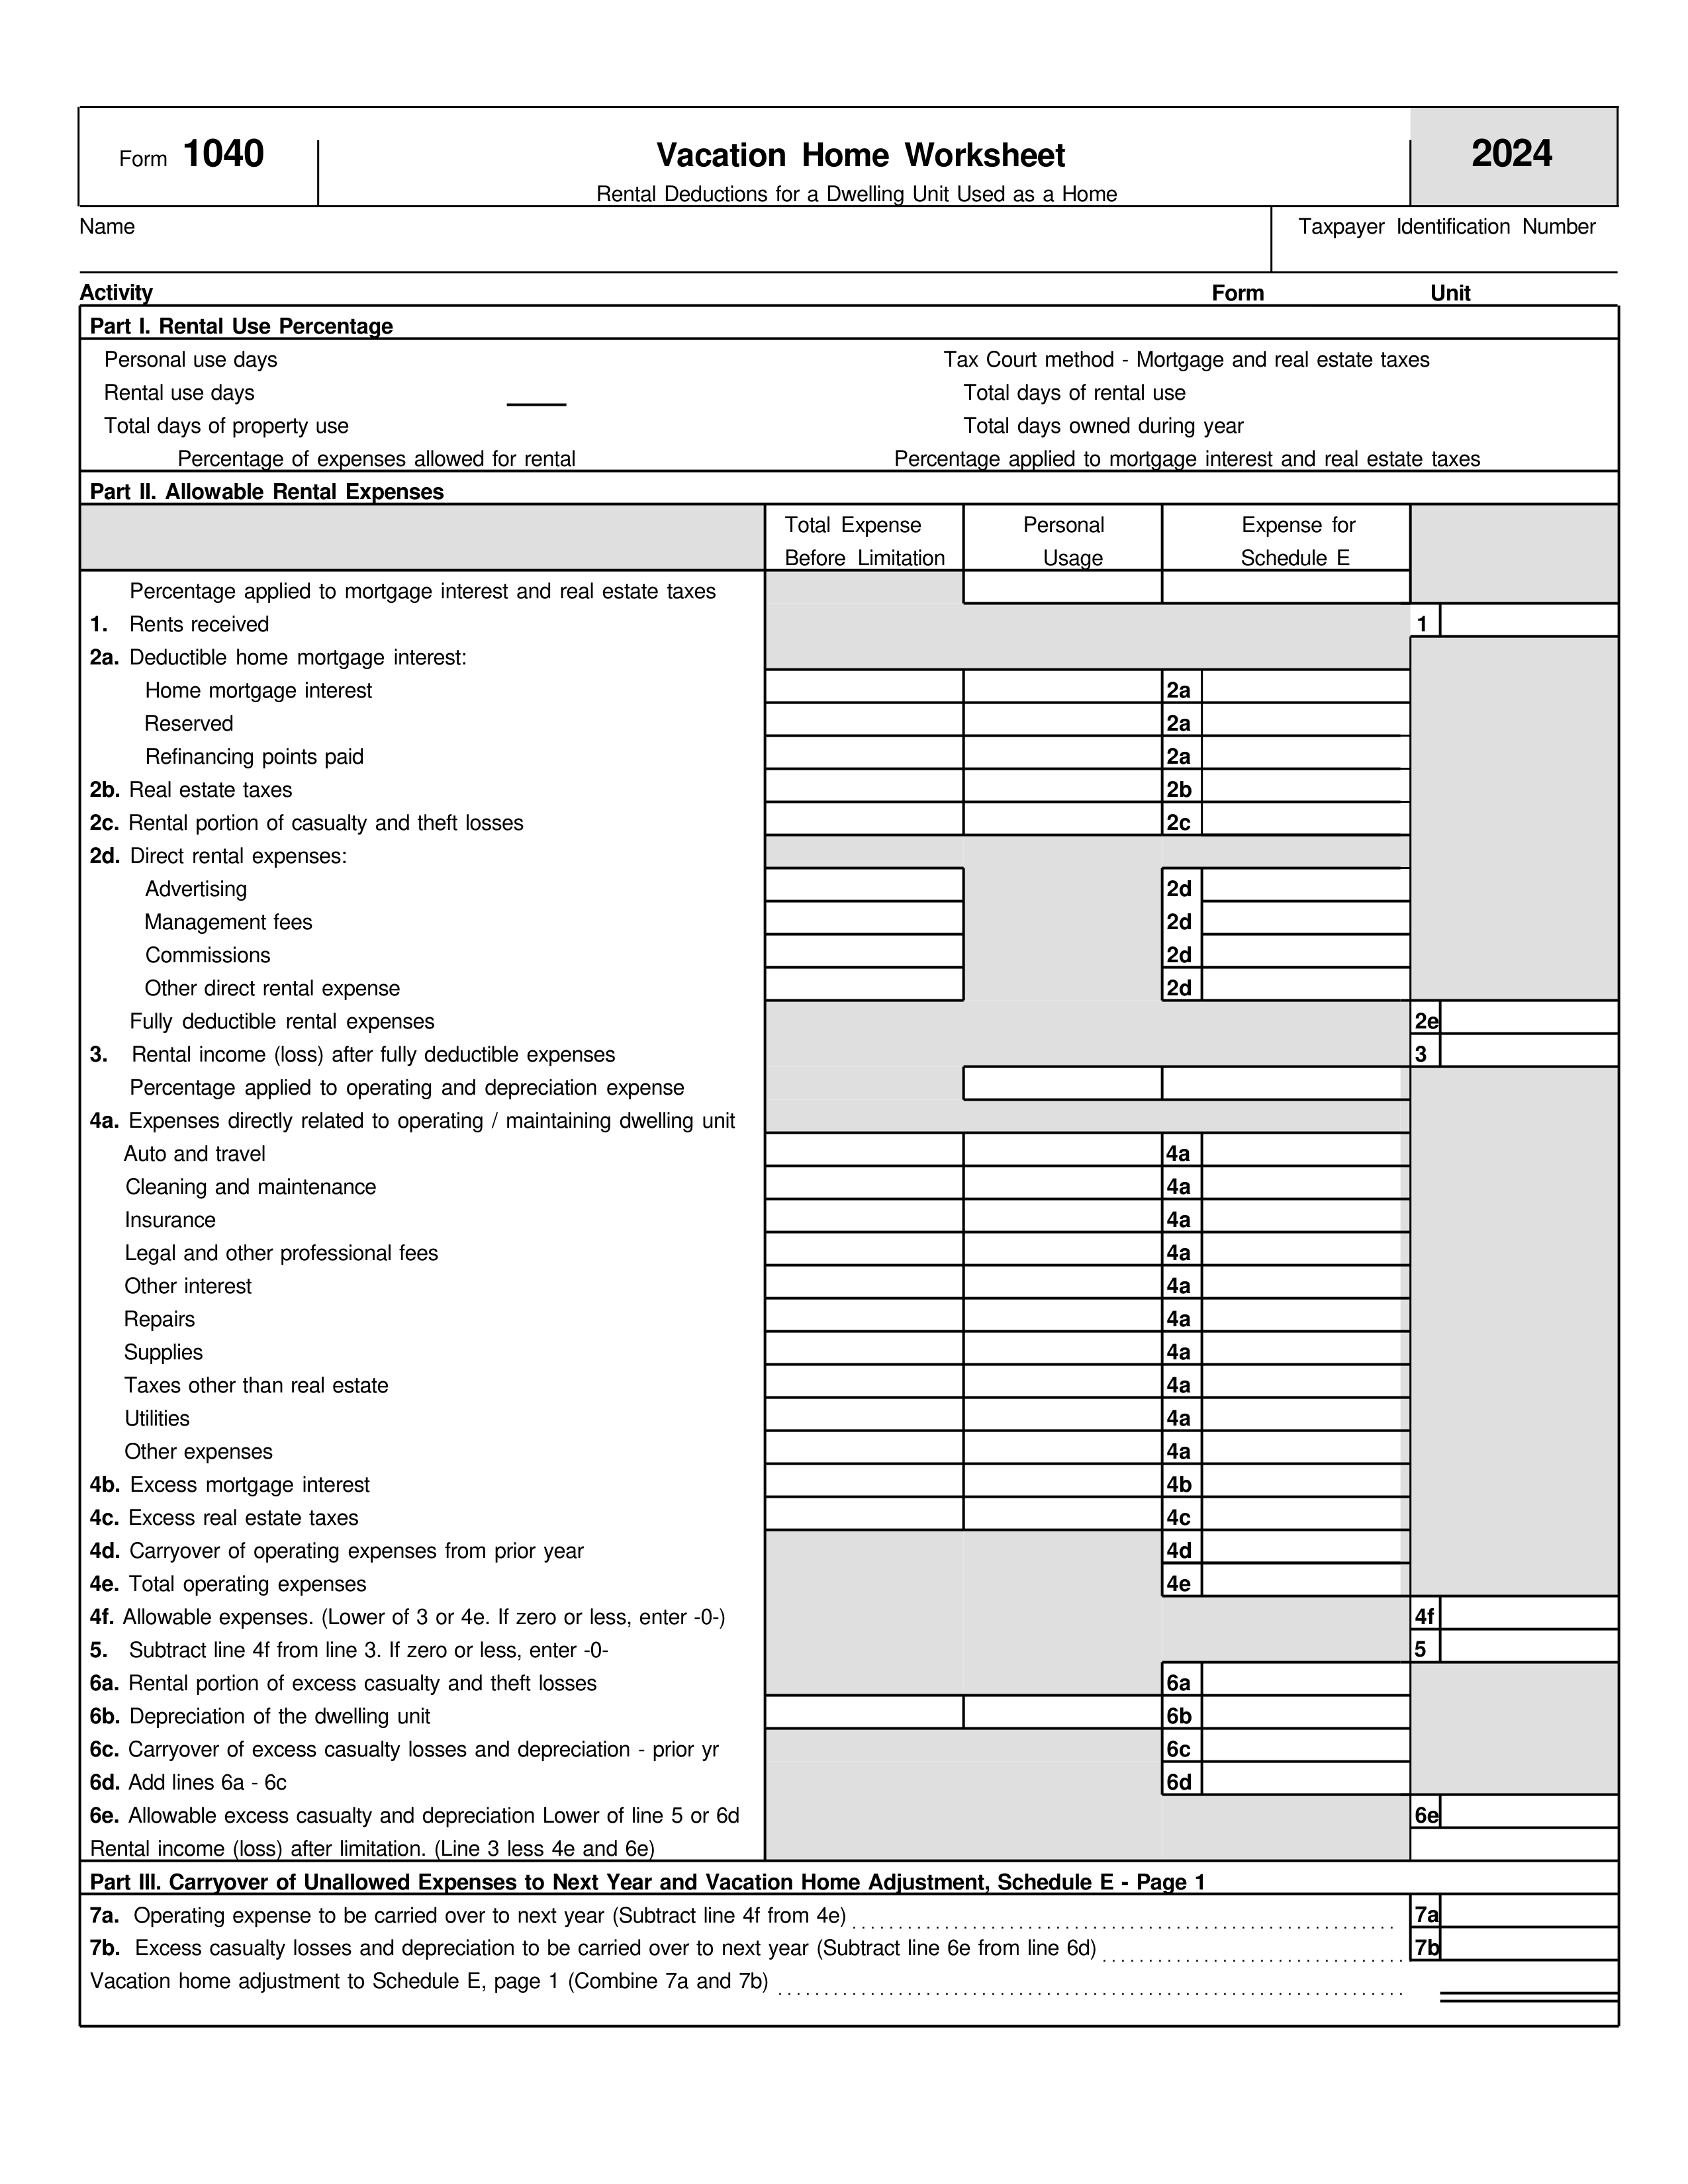 Form 1040
Vacation Home Worksheet
2024
Rental Deductions for a Dwelling Unit Used as a Home
Name
Taxpayer Identification Number
Activity Form Unit
Part I. Rental Use Percentage
Personal use days
Tax Court method - Mortgage and real estate taxes
Rental use days
Total days of rental use
Total days of property use
Total days owned during year
Percentage of expenses allowed for rental
Percentage applied to mortgage interest and real estate taxes
Part II. Allowable Rental Expenses
Total Expense Personal Expense for
Before Limitation Usage Schedule E
Percentage applied to mortgage interest and real estate taxes
1. Rents received 1
2a. Deductible home mortgage interest:
Home mortgage interest 2a
Reserved 2a
Refinancing points paid 2a
2b. Real estate taxes 2b
2c. Rental portion of casualty and theft losses 2c
2d. Direct rental expenses:
Advertising 2d
Management fees 2d
Commissions 2d
Other direct rental expense 2d
Fully deductible rental expenses 2e
3. Rental income (loss) after fully deductible expenses 3
Percentage applied to operating and depreciation expense
4a. Expenses directly related to operating / maintaining dwelling unit
Auto and travel 4a
Cleaning and maintenance 4a
Insurance 4a
Legal and other professional fees 4a
Other interest 4a
Repairs 4a
Supplies 4a
Taxes other than real estate 4a
Utilities 4a
Other expenses 4a
4b. Excess mortgage interest 4b
4c. Excess real estate taxes 4c
4d. Carryover of operating expenses from prior year 4d
4e. Total operating expenses 4e
4f. Allowable expenses. (Lower of 3 or 4e. If zero or less, enter -0-) 4f
5. Subtract line 4f from line 3. If zero or less, enter -0- 5
6a. Rental portion of excess casualty and theft losses 6a
6b. Depreciation of the dwelling unit 6b
6c. Carryover of excess casualty losses and depreciation - prior yr 6c
6d. Add lines 6a - 6c 6d
6e. Allowable excess casualty and depreciation Lower of line 5 or 6d 6e
Rental income (loss) after limitation. (Line 3 less 4e and 6e)
Part III. Carryover of Unallowed Expenses to Next Year and Vacation Home Adjustment, Schedule E - Page 1
7a. Operating expense to be carried over to next year (Subtract line 4f from 4e) 7a
7b. Excess casualty losses and depreciation to be carried over to next year (Subtract line 6e from line 6d) 7b
Vacation home adjustment to Schedule E, page 1 (Combine 7a and 7b)